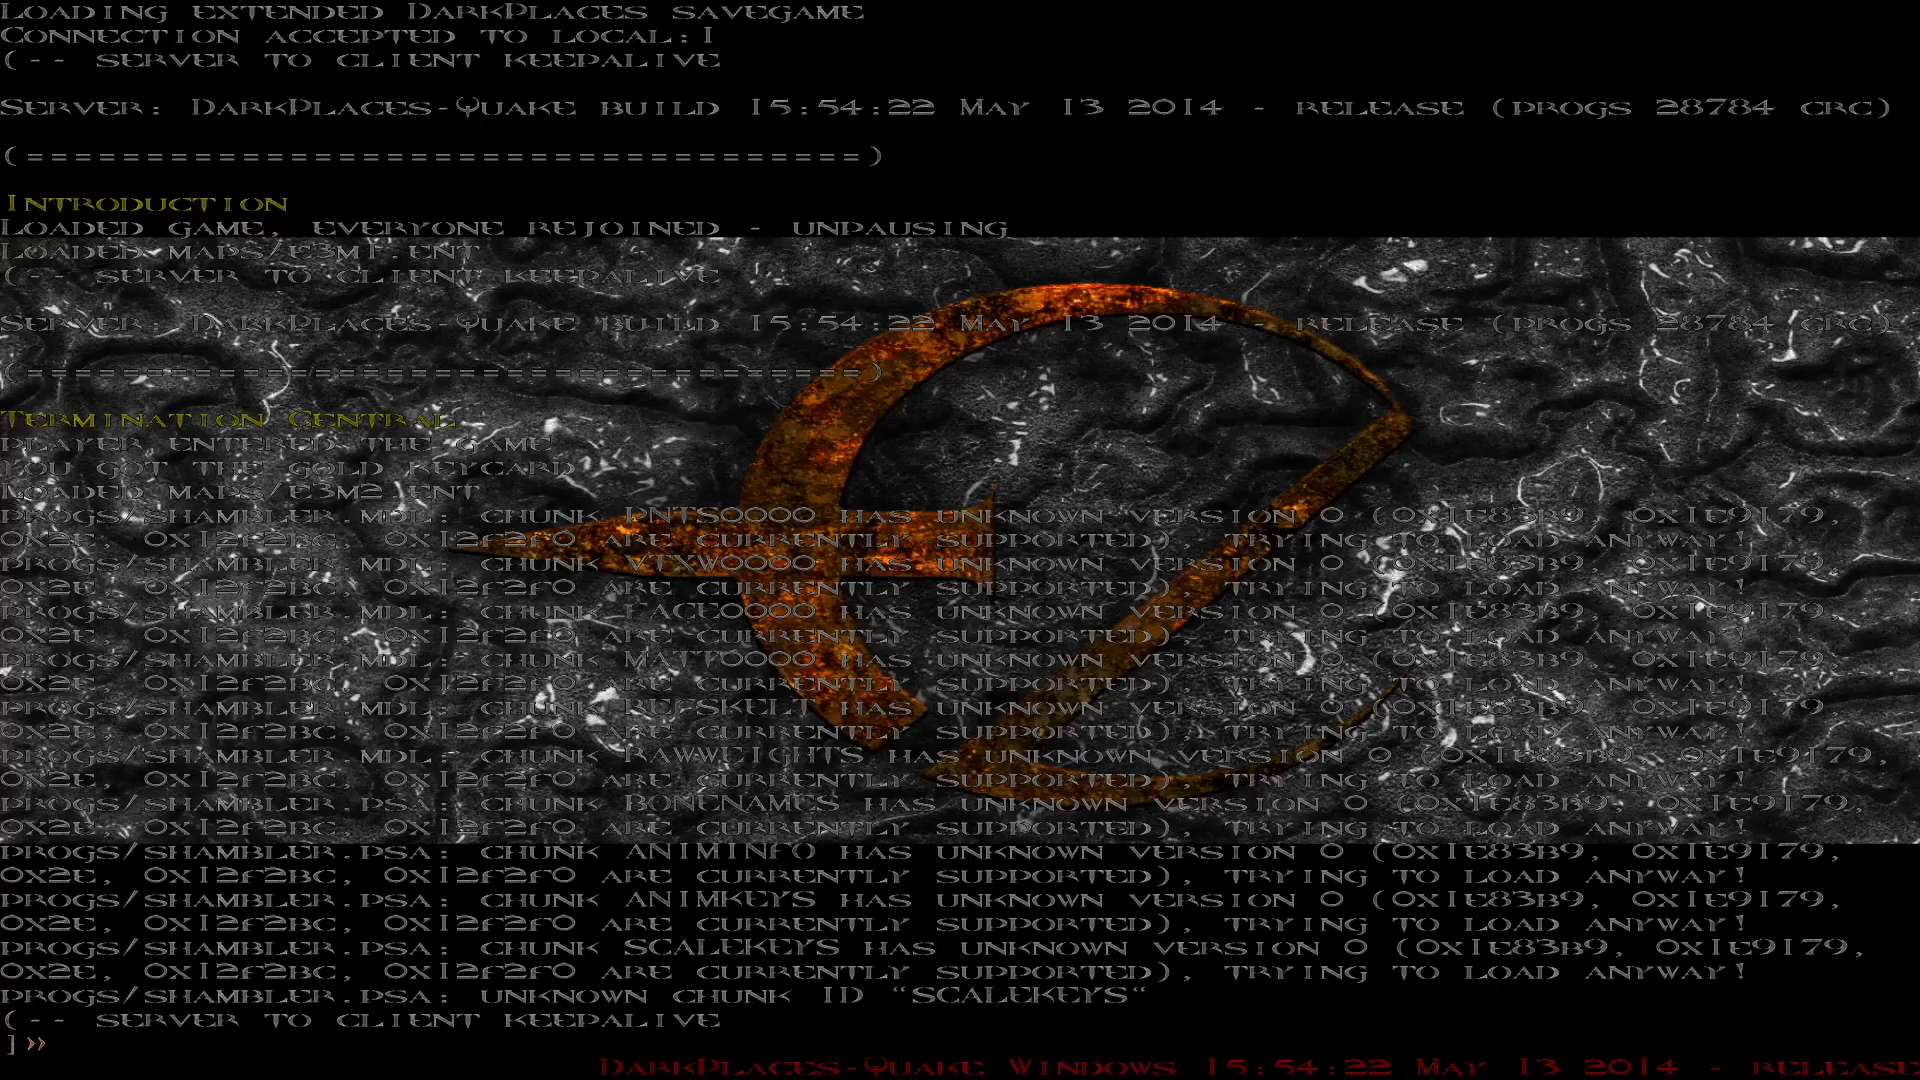 Loading extended DarkPlaces savegame
Connection accepted to local:1
(-- server to client keepalive
Server: DarkPlaces-Quake build 15:54:22 May 13 2014 - release (progs 28784 crc)
(===================================)
Introduction
Loaded game, everyone rejoined - unpausing
Loaded maps/e3m1.ent
(-- server to client keepalive
Server: DarkPlaces-Quake build 15:54:22 May 13 2014 - release (progs 28784 crc)
(===================================)
Termination Central
player entered the game
You got the gold keycard
Loaded maps/e3m2.ent
progs/shambler.mdl: chunk PNTS0000 has unknown version 0 (0x1e83b9, 0x1e9179,
0x2e, 0x12f2bc, 0x12f2f0 are currently supported), trying to load anyway!
progs/shambler.mdl: chunk VTXW0000 has unknown version 0 (0x1e83b9, 0x1e9179,
0x2e, 0x12f2bc, 0x12f2f0 are currently supported), trying to load anyway!
progs/shambler.mdl: chunk FACE0000 has unknown version 0 (0x1e83b9, 0x1e9179,
0x2e, 0x12f2bc, 0x12f2f0 are currently supported), trying to load anyway!
progs/shambler.mdl: chunk MATT0000 has unknown version 0 (0x1e83b9, 0x1e9179,
0x2e, 0x12f2bc, 0x12f2f0 are currently supported), trying to load anyway!
progs/shambler.mdl: chunk REFSKELT has unknown version 0 (0x1e83b9, 0x1e9179,
0x2e, 0x12f2bc, 0x12f2f0 are currently supported), trying to load anyway!
progs/shambler.mdl: chunk RAWWEIGHTS has unknown version 0 (0x1e83b9, 0x1e9179,
0x2e, 0x12f2bc, 0x12f2f0 are currently supported), trying to load anyway!
progs/shambler.psa: chunk BONENAMES has unknown version 0 (0x1e83b9, 0x1e9179,
0x2e, 0x12f2bc, 0x12f2f0 are currently supported), trying to load anyway!
progs/shambler.psa: chunk ANIMINFO has unknown version 0 (0x1e83b9, 0x1e9179,
0x2e, 0x12f2bc, 0x12f2f0 are currently supported), trying to load anyway!
progs/shambler.psa: chunk ANIMKEYS has unknown version 0 (0x1e83b9, 0x1e9179,
0x2e, 0x12f2bc, 0x12f2f0 are currently supported), trying to load anyway!
progs/shambler.psa: chunk SCALEKEYS has unknown version 0 (0x1e83b9, 0x1e9179,
0x2e, 0x12f2bc, 0x12f2f0 are currently supported), trying to load anyway!
progs/shambler.psa: unknown chunk ID "SCALEKEYS"
(-- server to client keepalive
]»
DarkPlaces-Quake Windows 15:54:22 May 13 2014 - release